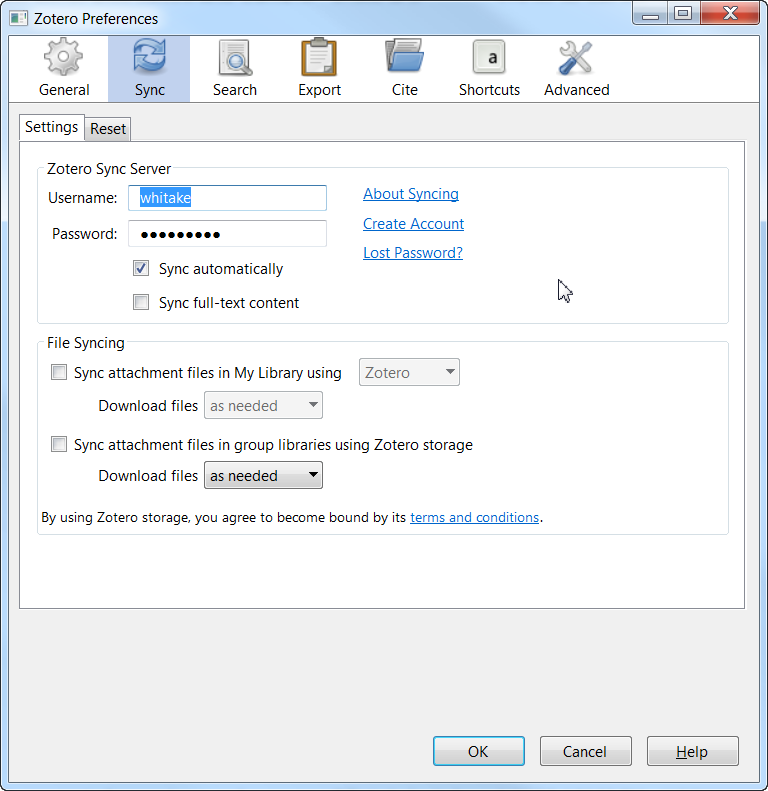 Zotero Preferences
General Sync Search Export Cite Shortcuts Advanced
Settings Reset
Zotero Sync Server
Username: whitake About Syncing
Create Account
Password: ●●●●●●●●●
Lost Password?
Sync automatically
Sync full-text content
File Syncing
Sync attachment files in My Library using Zotero
Download files as needed
Sync attachment files in group libraries using Zotero storage
Download files as needed
By using Zotero storage, you agree to become bound by its terms and conditions.
OK Cancel Help